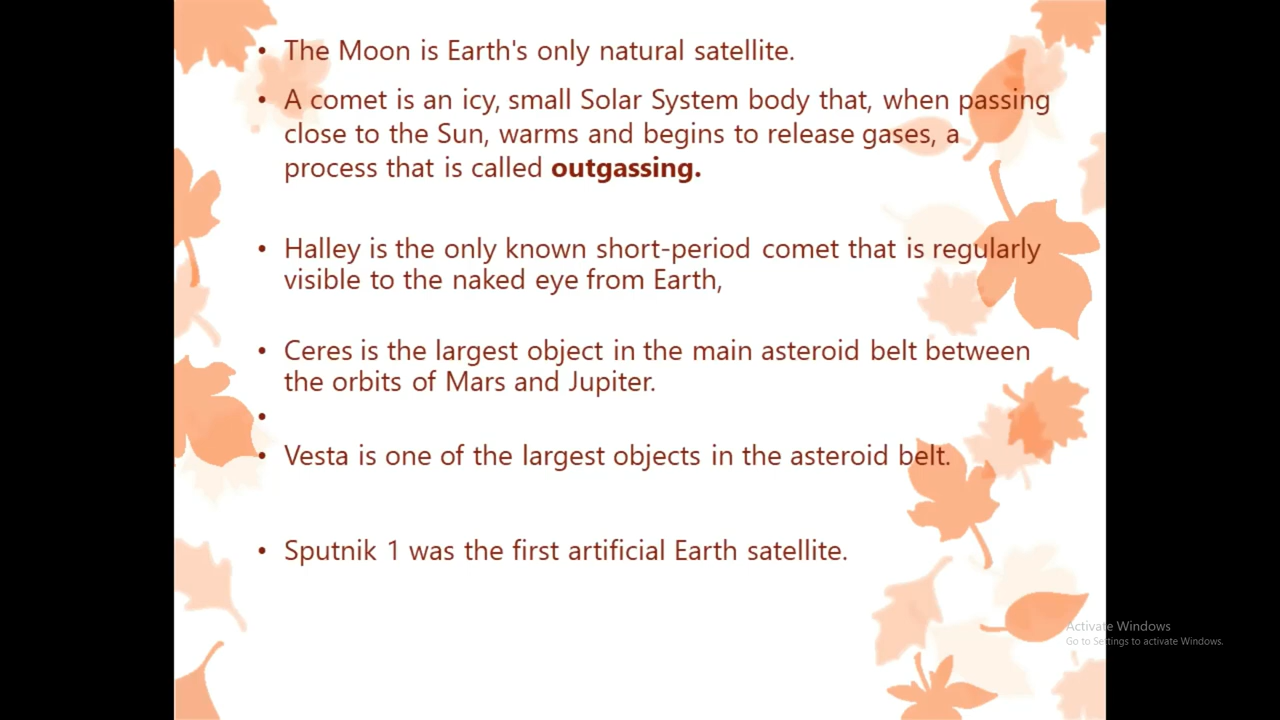 • The Moon is Earth's only natural satellite.
• A comet is an icy, small Solar System body that, when passing
close to the Sun, warms and begins to release gases, a
process that is called outgassing.
• Halley is the only known short-period comet that is regularly
visible to the naked eye from Earth,
• Ceres is the largest object in the main asteroid belt between
the orbits of Mars and Jupiter.
•
• Vesta is one of the largest objects in the asteroid belt.
• Sputnik 1 was the first artificial Earth satellite.
Activate Windows
Go to Settings to activate Windows.